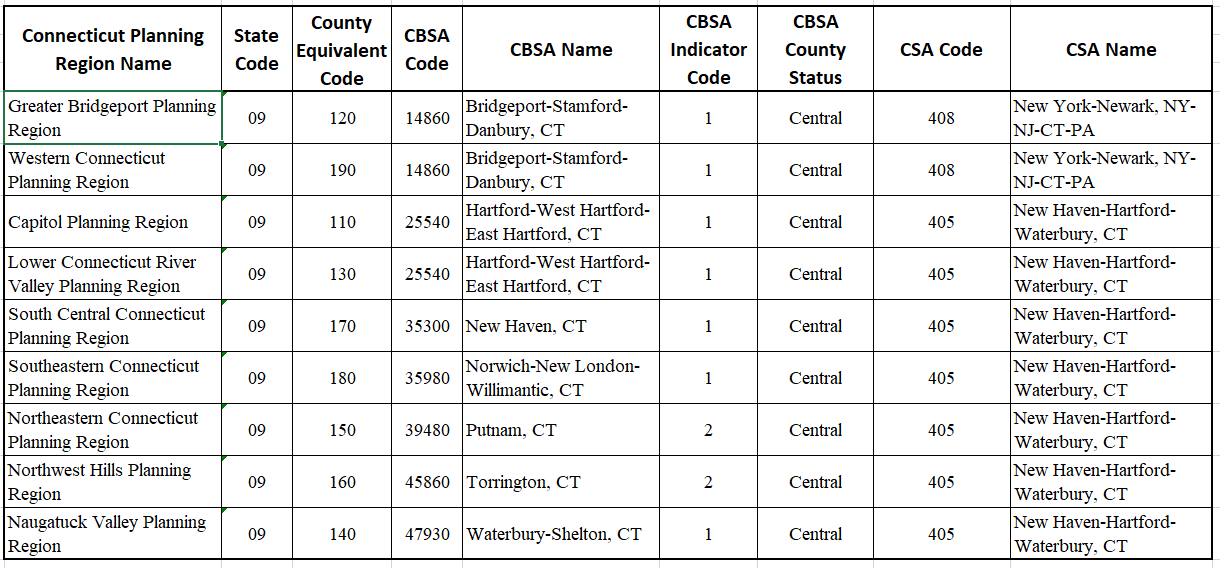 Connecticut Planning Region Name State Code County Equivalent Code CBSA Code CBSA Name CBSA Indicator Code CBSA County Status CSA Code CSA Name
Greater Bridgeport Planning Region 09 120 14860 Bridgeport-Stamford-Danbury, CT 1 Central 408 New York-Newark, NY-NJ-CT-PA
Western Connecticut Planning Region 09 190 14860 Bridgeport-Stamford-Danbury, CT 1 Central 408 New York-Newark, NY-NJ-CT-PA
Capitol Planning Region 09 110 25540 Hartford-West Hartford-East Hartford, CT 1 Central 405 New Haven-Hartford-Waterbury, CT
Lower Connecticut River Valley Planning Region 09 130 25540 Hartford-West Hartford-East Hartford, CT 1 Central 405 New Haven-Hartford-Waterbury, CT
South Central Connecticut Planning Region 09 170 35300 New Haven, CT 1 Central 405 New Haven-Hartford-Waterbury, CT
Southeastern Connecticut Planning Region 09 180 35980 Norwich-New London-Willimantic, CT 1 Central 405 New Haven-Hartford-Waterbury, CT
Northeastern Connecticut Planning Region 09 150 39480 Putnam, CT 2 Central 405 New Haven-Hartford-Waterbury, CT
Northwest Hills Planning Region 09 160 45860 Torrington, CT 2 Central 405 New Haven-Hartford-Waterbury, CT
Naugatuck Valley Planning Region 09 140 47930 Waterbury-Shelton, CT 1 Central 405 New Haven-Hartford-Waterbury, CT